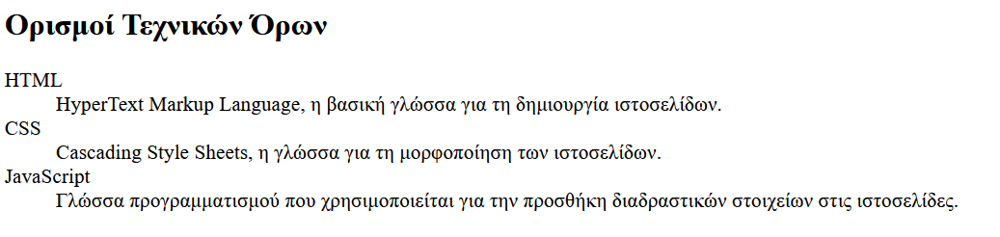 Ορισμοί Τεχνικών Όρων
HTML
HyperText Markup Language, η βασική γλώσσα για τη δημιουργία ιστοσελίδων.
CSS
Cascading Style Sheets, η γλώσσα για τη μορφοποίηση των ιστοσελίδων.
JavaScript
Γλώσσα προγραμματισμού που χρησιμοποιείται για την προσθήκη διαδραστικών στοιχείων στις ιστοσελίδες.